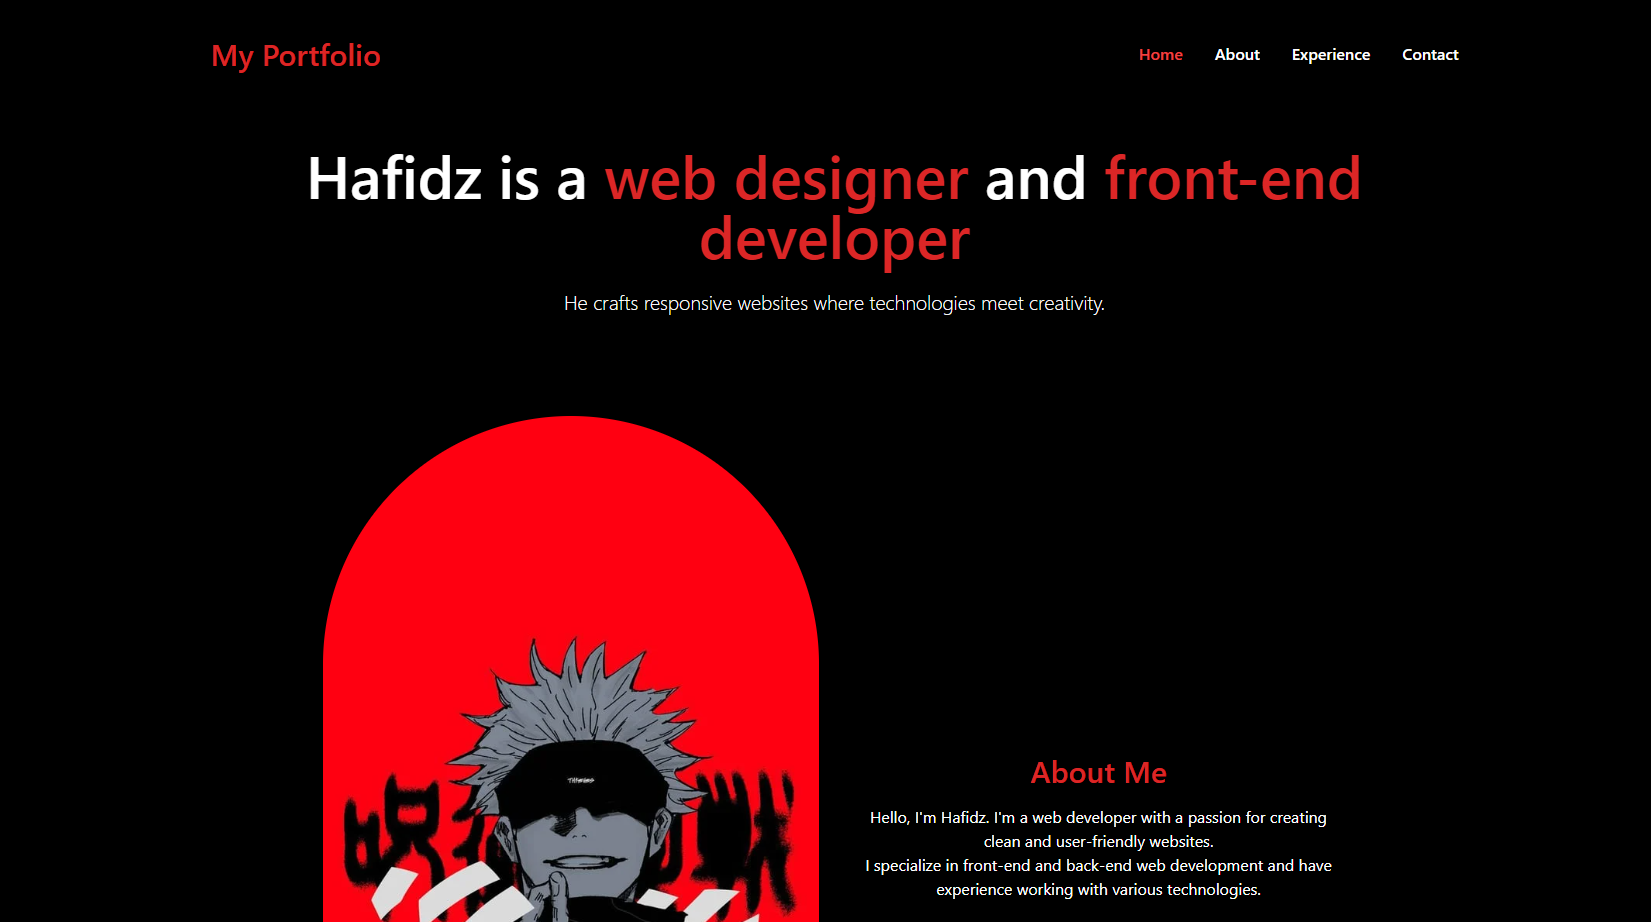 My Portfolio
Home About Experience Contact
Hafidz is a web designer and front-end
developer
He crafts responsive websites where technologies meet creativity.
About Me
Hello, I'm Hafidz. I'm a web developer with a passion for creating
clean and user-friendly websites.
I specialize in front-end and back-end web development and have
experience working with various technologies.